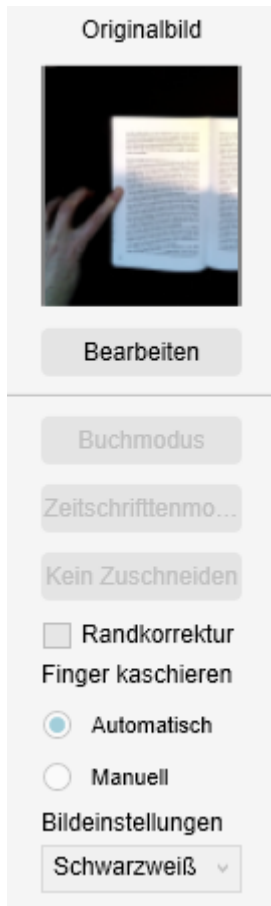 Originalbild
Bearbeiten
Buchmodus
Zeitschrifttenmo...
Kein Zuschneiden
Randkorrektur
Finger kaschieren
Automatisch
Manuell
Bildeinstellungen
Schwarzweiß